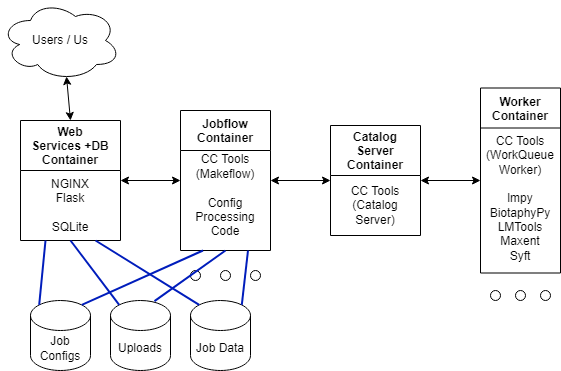 Users / Us
Web
Services +DB
Container
NGINX
Flask
SQLite
Jobflow
Container
CC Tools
(Makeflow)
Config
Processing
Code
Catalog
Server
Container
CC Tools
(Catalog
Server)
Worker
Container
CC Tools
(WorkQueue
Worker)
Impy
BiotaphyPy
LMTools
Maxent
Syft
Job
Configs
Uploads
Job Data